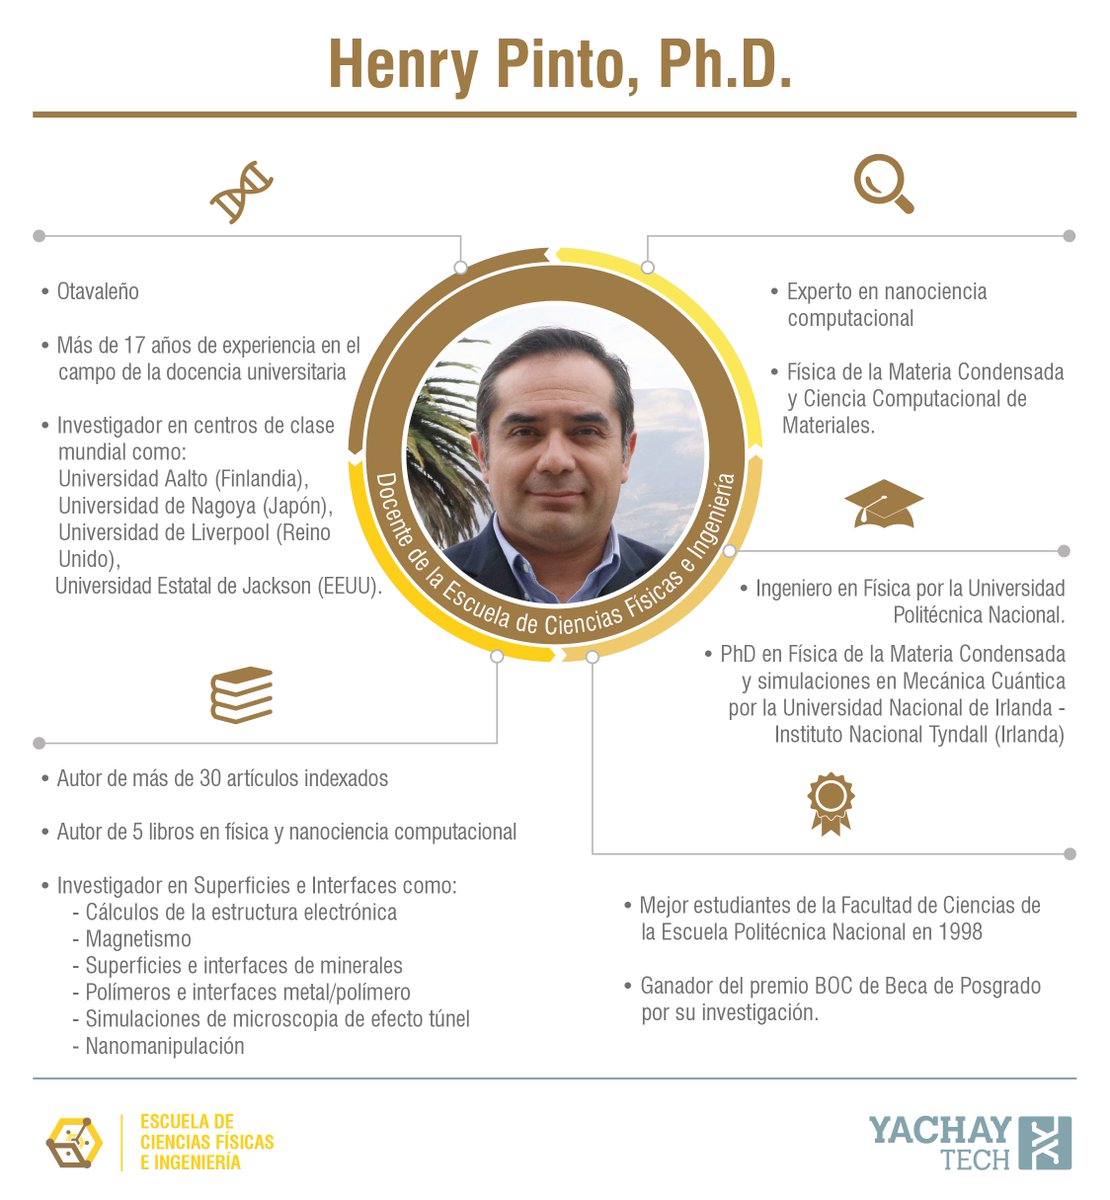 Henry Pinto, Ph.D.
• Otavaleño
• Más de 17 años de experiencia en el
campo de la docencia universitaria
• Investigador en centros de clase
mundial como:
Universidad Aalto (Finlandia),
Universidad de Nagoya (Japón),
Universidad de Liverpool (Reino
Unido),
Universidad Estatal de Jackson (EEUU).
• Experto en nanociencia
computacional
• Física de la Materia Condensada
y Ciencia Computacional de
Materiales.
Docente de la Escuela de Ciencias Físicas e Ingeniería
• Ingeniero en Física por la Universidad
Politécnica Nacional.
• PhD en Física de la Materia Condensada
y simulaciones en Mecánica Cuántica
por la Universidad Nacional de Irlanda -
Instituto Nacional Tyndall (Irlanda)
• Autor de más de 30 artículos indexados
• Autor de 5 libros en física y nanociencia computacional
• Investigador en Superficies e Interfaces como:
- Cálculos de la estructura electrónica
- Magnetismo
- Superficies e interfaces de minerales
- Polímeros e interfaces metal/polímero
- Simulaciones de microscopia de efecto túnel
- Nanomanipulación
• Mejor estudiantes de la Facultad de Ciencias de
la Escuela Politécnica Nacional en 1998
• Ganador del premio BOC de Beca de Posgrado
por su investigación.
ESCUELA DE
CIENCIAS FÍSICAS
E INGENIERÍA
YACHAY
TECH